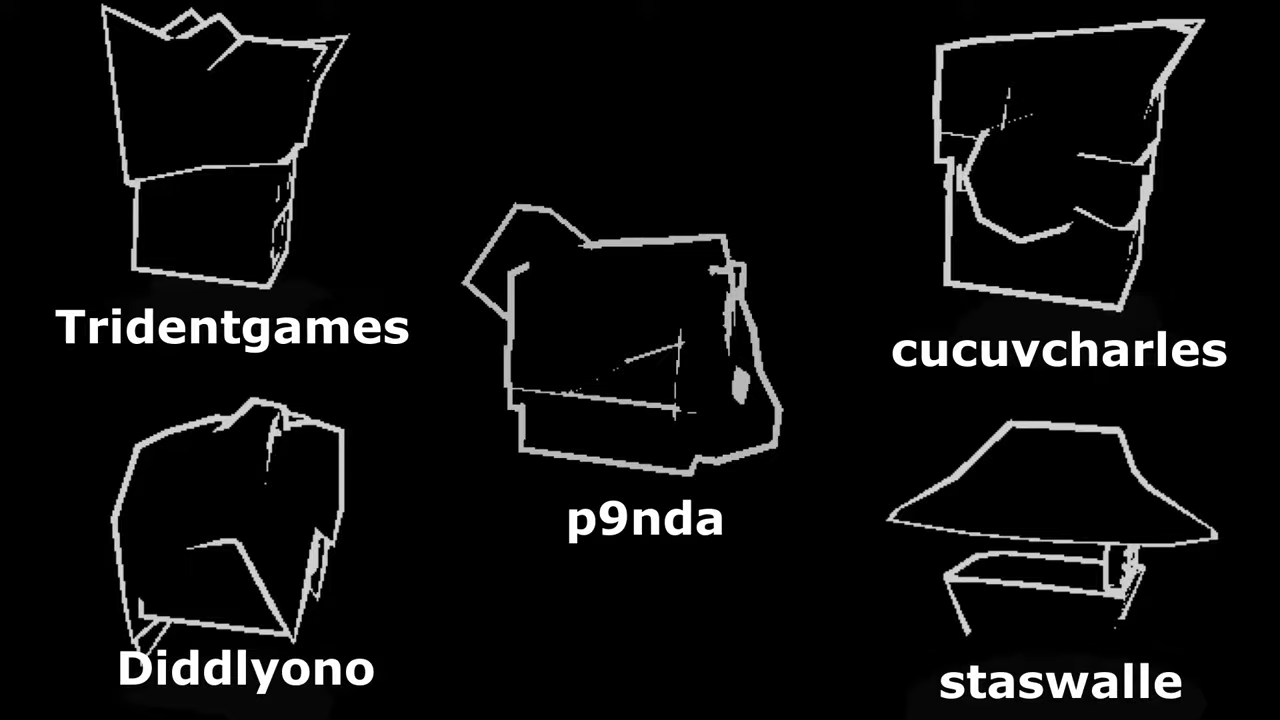 Tridentgames
cucuvcharles
p9nda
Diddlyono
staswalle